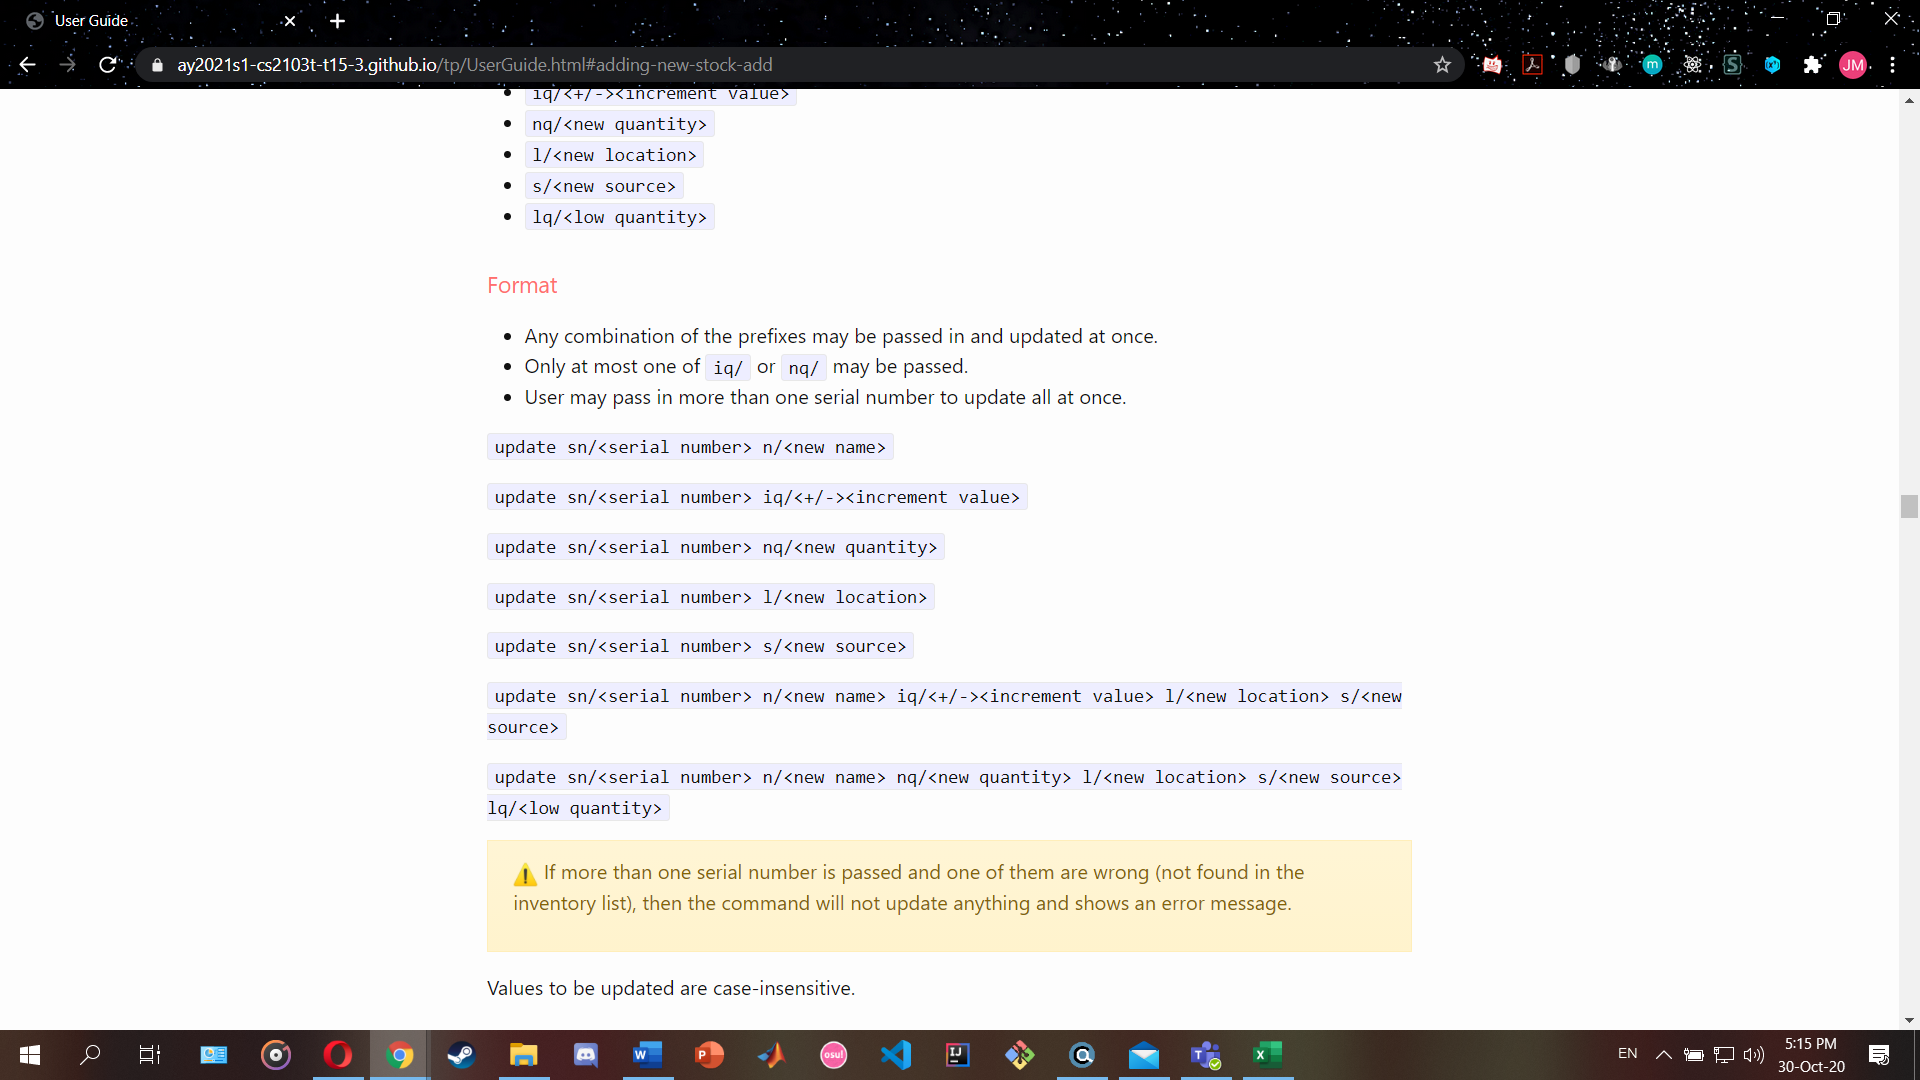 User Guide
ay2021s1-cs2103t-t15-3.github.io/tp/UserGuide.html#adding-new-stock-add
m
S
JM
iq/<+/-><increment value>
nq/<new quantity>
l/<new location>
s/<new source>
lq/<low quantity>
Format
Any combination of the prefixes may be passed in and updated at once.
Only at most one of iq/ or nq/ may be passed.
User may pass in more than one serial number to update all at once.
update sn/<serial number> n/<new name>
update sn/<serial number> iq/<+/-><increment value>
update sn/<serial number> nq/<new quantity>
update sn/<serial number> l/<new location>
update sn/<serial number> s/<new source>
update sn/<serial number> n/<new name> iq/<+/-><increment value> l/<new location> s/<new
source>
update sn/<serial number> n/<new name> nq/<new quantity> l/<new location> s/<new source>
lq/<low quantity>
If more than one serial number is passed and one of them are wrong (not found in the
inventory list), then the command will not update anything and shows an error message.
Values to be updated are case-insensitive.
W
P
osu!
IJ
T
X
EN
5:15 PM
30-Oct-20